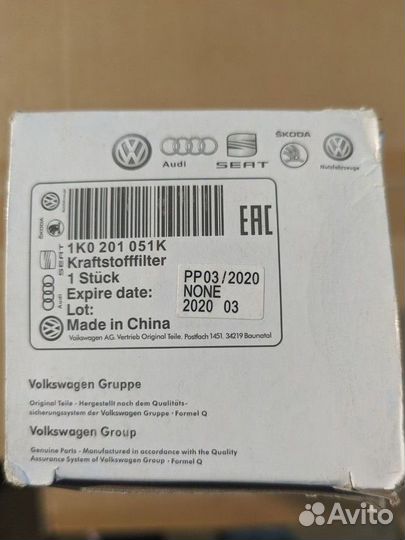 Audi
SEAT
ŠKODA
Nutzfahrzeuge
ŠKODA
SEAT
Audi
EAC
1K0 201 051K
Kraftstofffilter
1 Stück
Expire date:
Lot:
PP03/2020
NONE
2020 03
Made in China
Volkswagen AG. Vertrieb Original Teile. Postfach 1451. 34219 Baunatal
Volkswagen Gruppe
Original Teile - Hergestellt nach dem Qualitäts-
sicherungssystem der Volkswagen Gruppe - Formel Q
Volkswagen Group
Genuine Parts - Manufactured in accordance with the Quality
Assurance System of Volkswagen Group - Formel Q
Avito